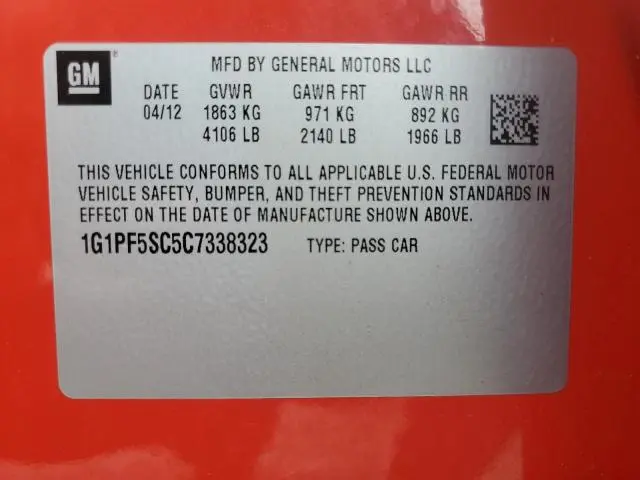 GM®
MFD BY GENERAL MOTORS LLC
DATE GVWR GAWR FRT GAWR RR
04/12 1863 KG 971 KG 892 KG
4106 LB 2140 LB 1966 LB
THIS VEHICLE CONFORMS TO ALL APPLICABLE U.S. FEDERAL MOTOR
VEHICLE SAFETY, BUMPER, AND THEFT PREVENTION STANDARDS IN
EFFECT ON THE DATE OF MANUFACTURE SHOWN ABOVE.
1G1PF5SC5C7338323 TYPE: PASS CAR